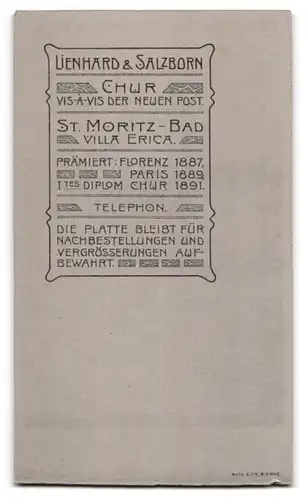 LIENHARD & SALZBORN
CHUR
VIS-À-VIS DER NEUEN POST.
ST. MORITZ-BAD
VILLA ERICA.
PRÄMIERT: FLORENZ 1887,
PARIS 1889,
ITES DIPLOM CHUR 1891.
TELEPHON.
DIE PLATTE BLEIBT FÜR
NACHBESTELLUNGEN UND
VERGRÖSSERUNGEN AUF-
BEWAHRT.